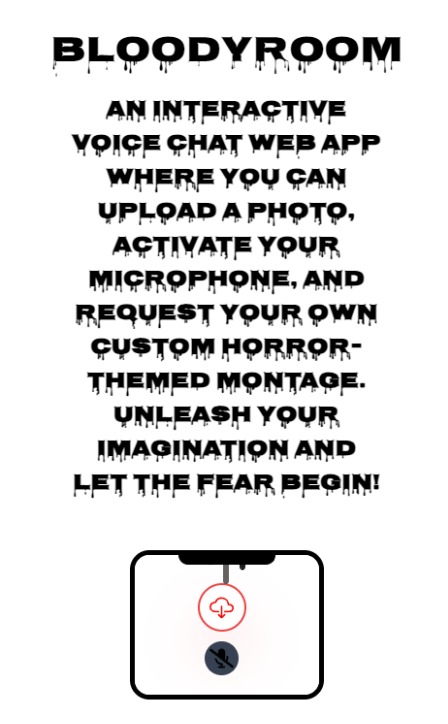 BLOODYROOM
AN INTERACTIVE
VOICE CHAT WEB APP
WHERE YOU CAN
UPLOAD A PHOTO,
ACTIVATE YOUR
MICROPHONE, AND
REQUEST YOUR OWN
CUSTOM HORROR-
THEMED MONTAGE.
UNLEASH YOUR
IMAGINATION AND
LET THE FEAR BEGIN!